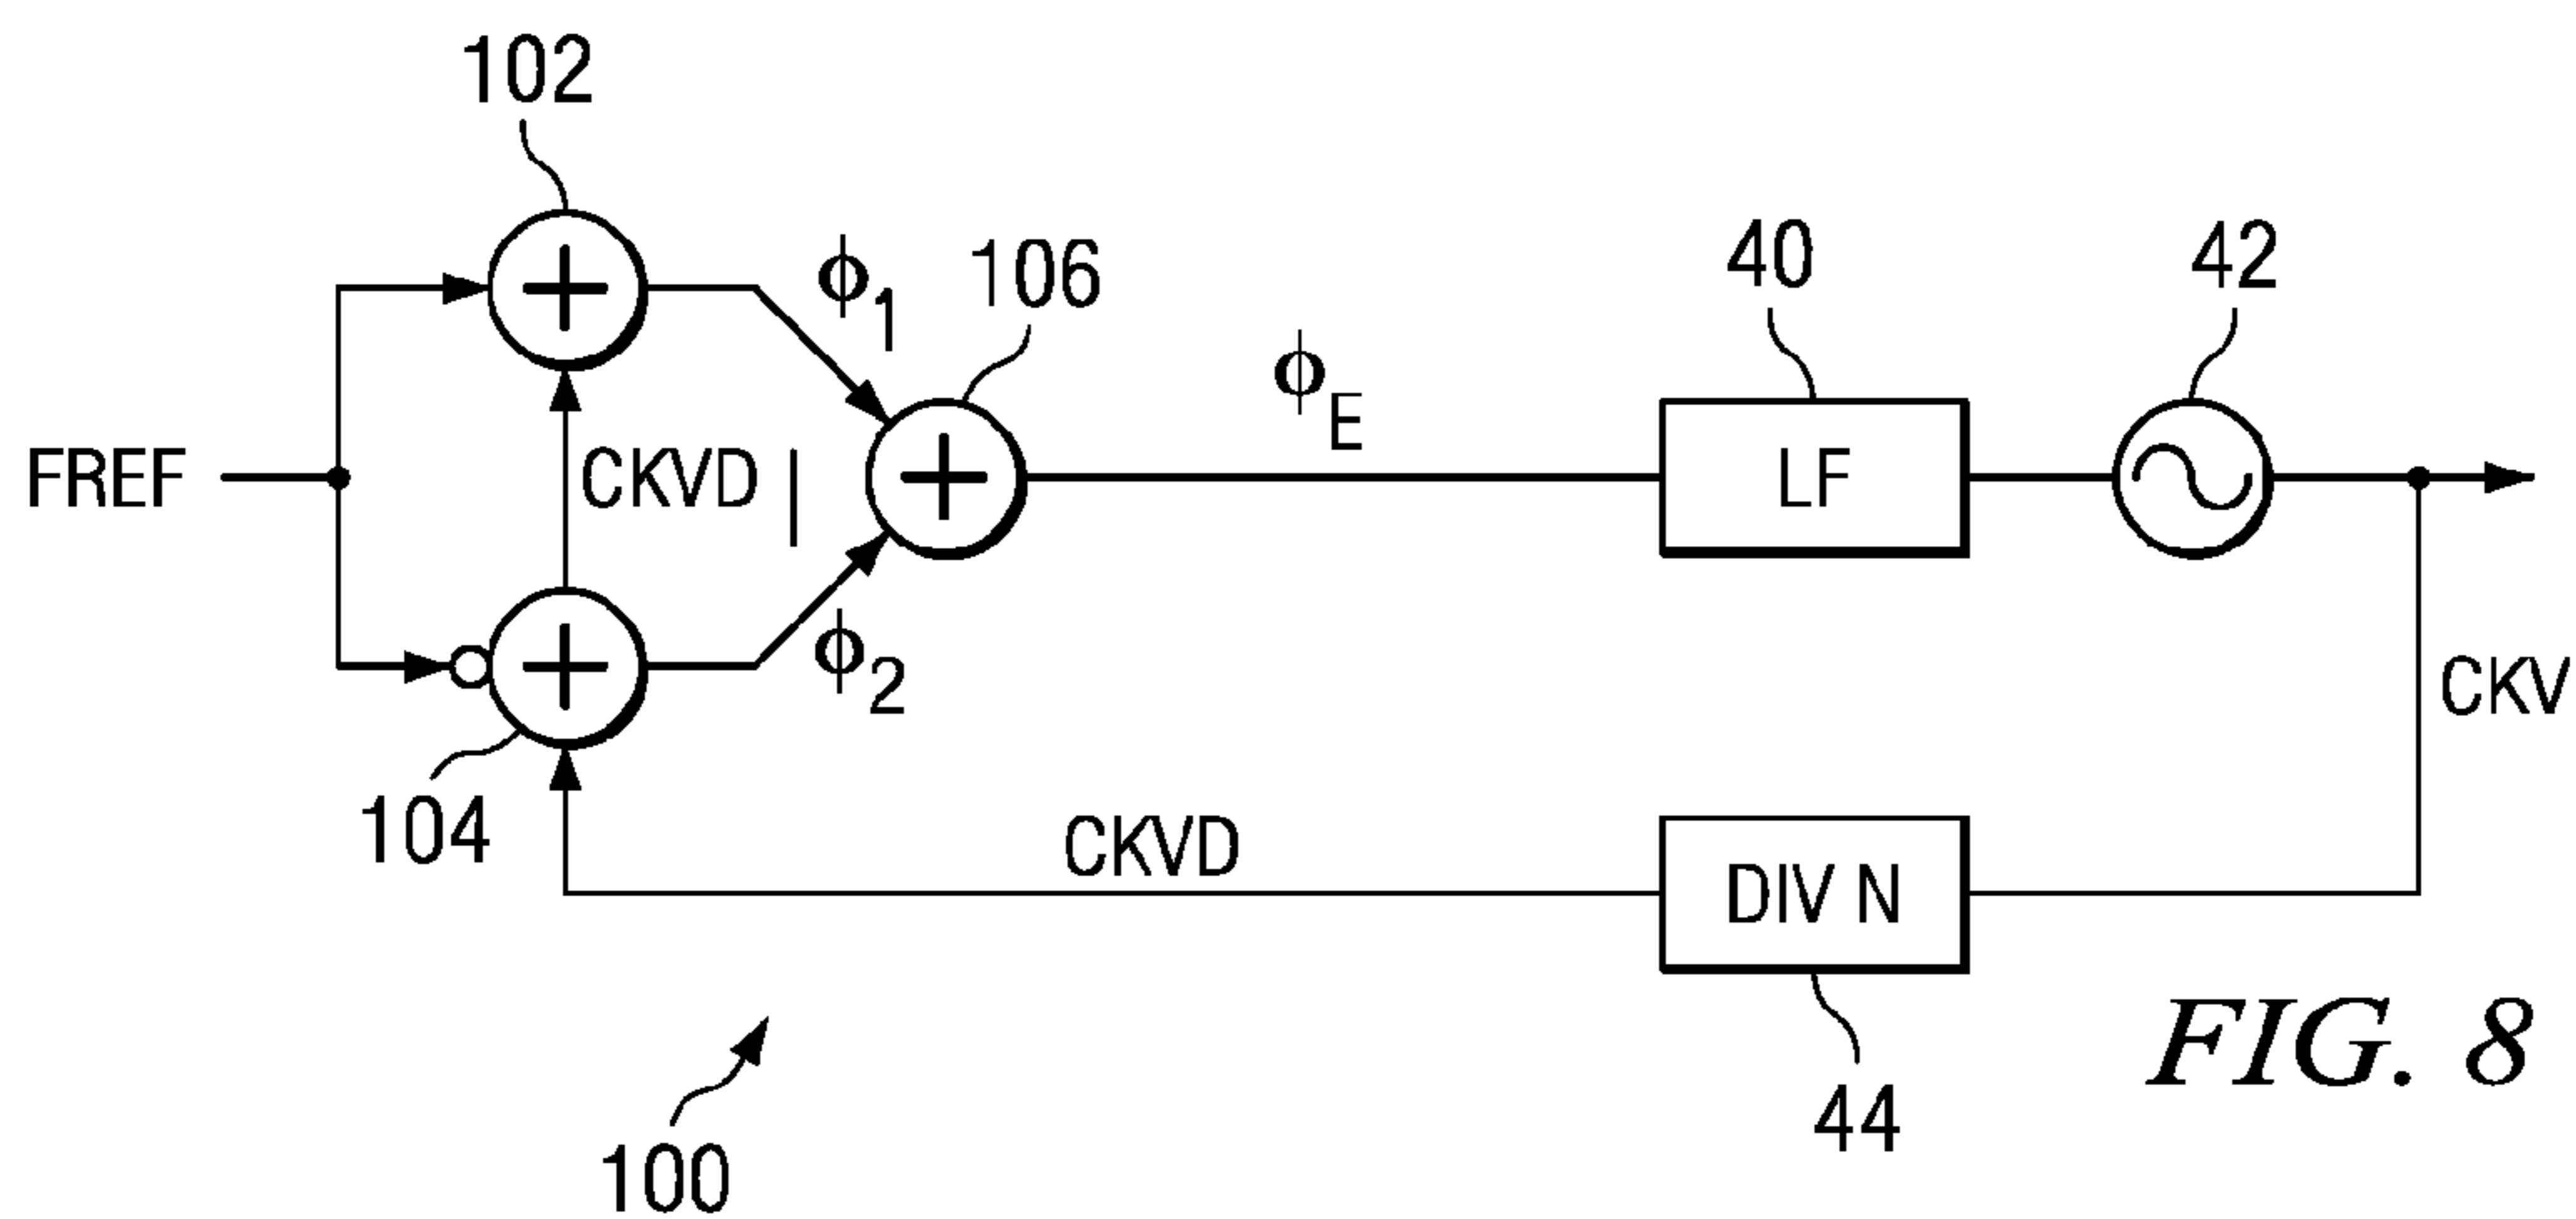 102
ϕ1
106
ϕE
40
42
FREF
CKVD |
LF
ϕ2
CKV
104
CKVD
DIV N
44
100
FIG. 8